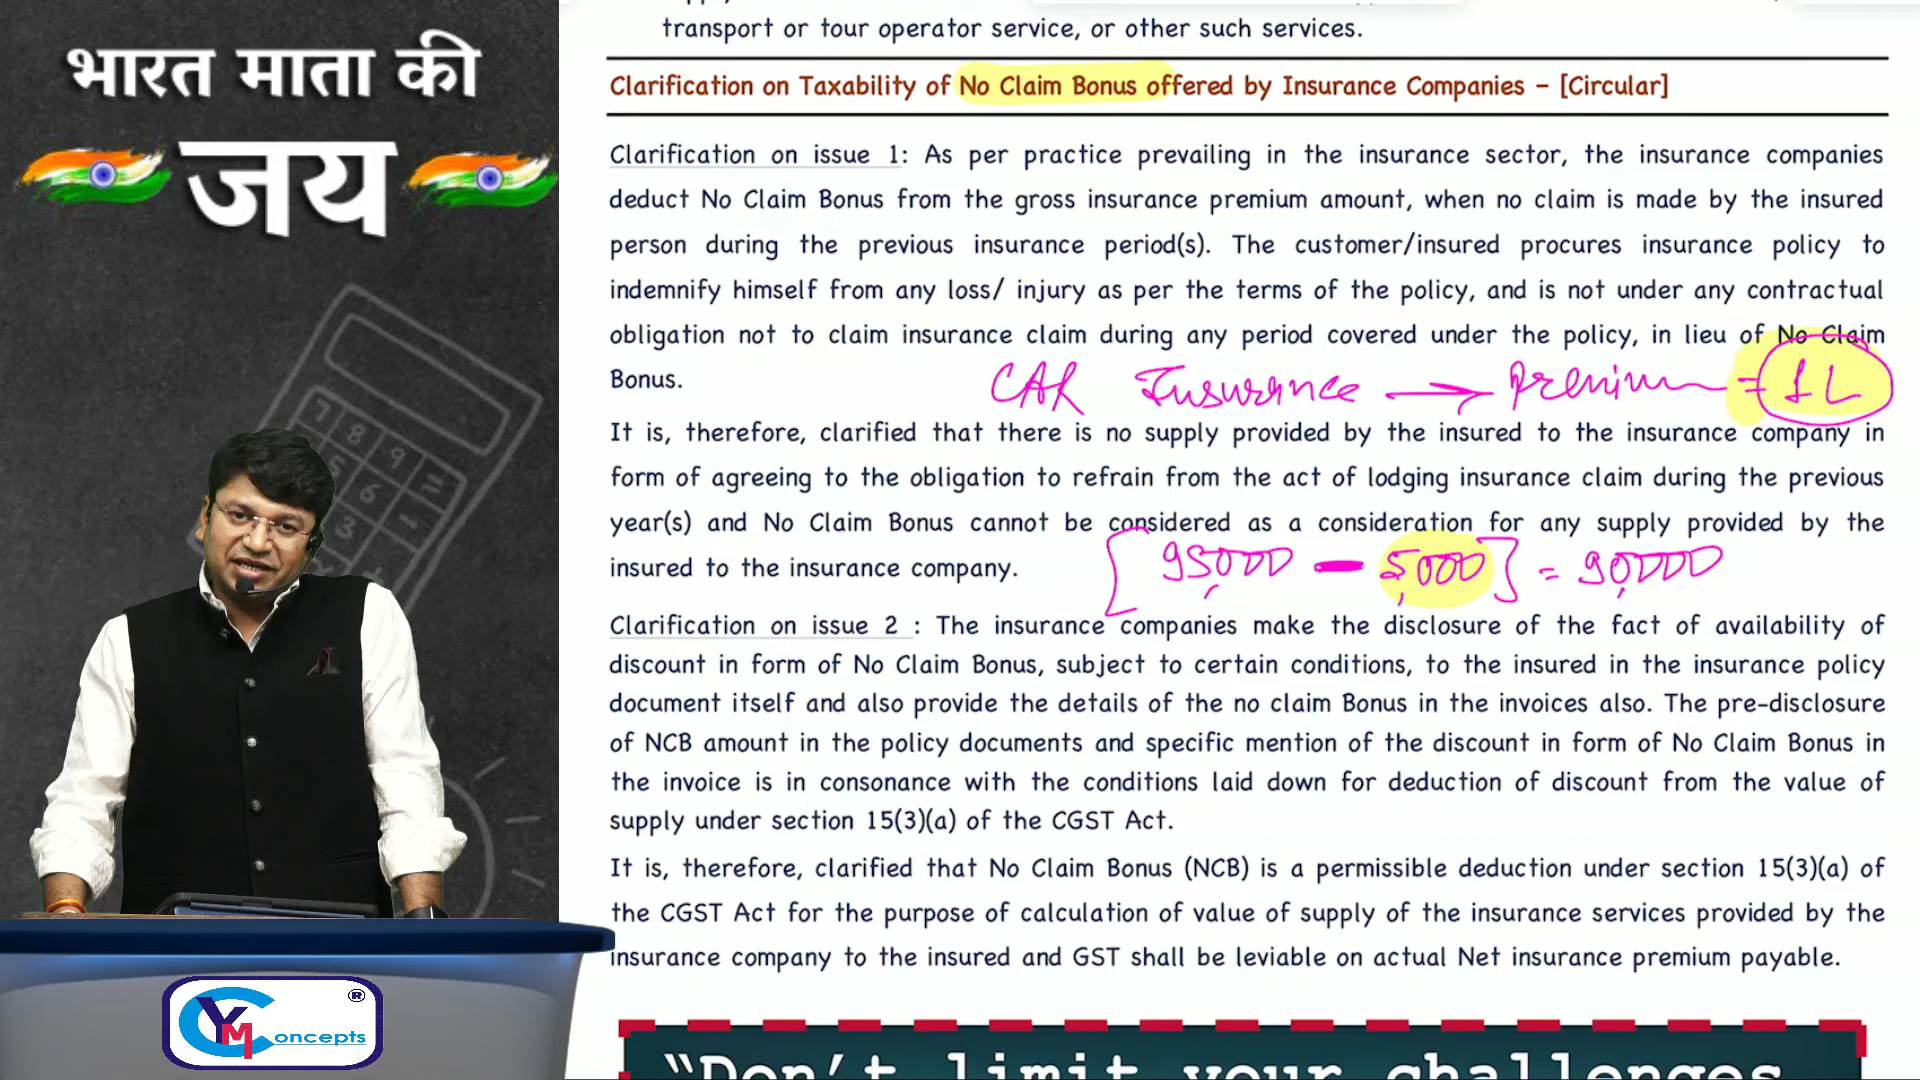 भारत माता की
जय
transport or tour operator service, or other such services.
Clarification on Taxability of No Claim Bonus offered by Insurance Companies – [Circular]
Clarification on issue 1: As per practice prevailing in the insurance sector, the insurance companies
deduct No Claim Bonus from the gross insurance premium amount, when no claim is made by the insured
person during the previous insurance period(s). The customer/insured procures insurance policy to
indemnify himself from any loss/ injury as per the terms of the policy, and is not under any contractual
obligation not to claim insurance claim during any period covered under the policy, in lieu of No Claim
Bonus.
CAR Insurance → Premium = 1 L
It is, therefore, clarified that there is no supply provided by the insured to the insurance company in
form of agreeing to the obligation to refrain from the act of lodging insurance claim during the previous
year(s) and No Claim Bonus cannot be considered as a consideration for any supply provided by the
insured to the insurance company.
[95,000 - 5,000] = 90,000
Clarification on issue 2 : The insurance companies make the disclosure of the fact of availability of
discount in form of No Claim Bonus, subject to certain conditions, to the insured in the insurance policy
document itself and also provide the details of the no claim Bonus in the invoices also. The pre-disclosure
of NCB amount in the policy documents and specific mention of the discount in form of No Claim Bonus in
the invoice is in consonance with the conditions laid down for deduction of discount from the value of
supply under section 15(3)(a) of the CGST Act.
It is, therefore, clarified that No Claim Bonus (NCB) is a permissible deduction under section 15(3)(a) of
the CGST Act for the purpose of calculation of value of supply of the insurance services provided by the
insurance company to the insured and GST shall be leviable on actual Net insurance premium payable.
"Don't limit your challenges
CYM Concepts ®